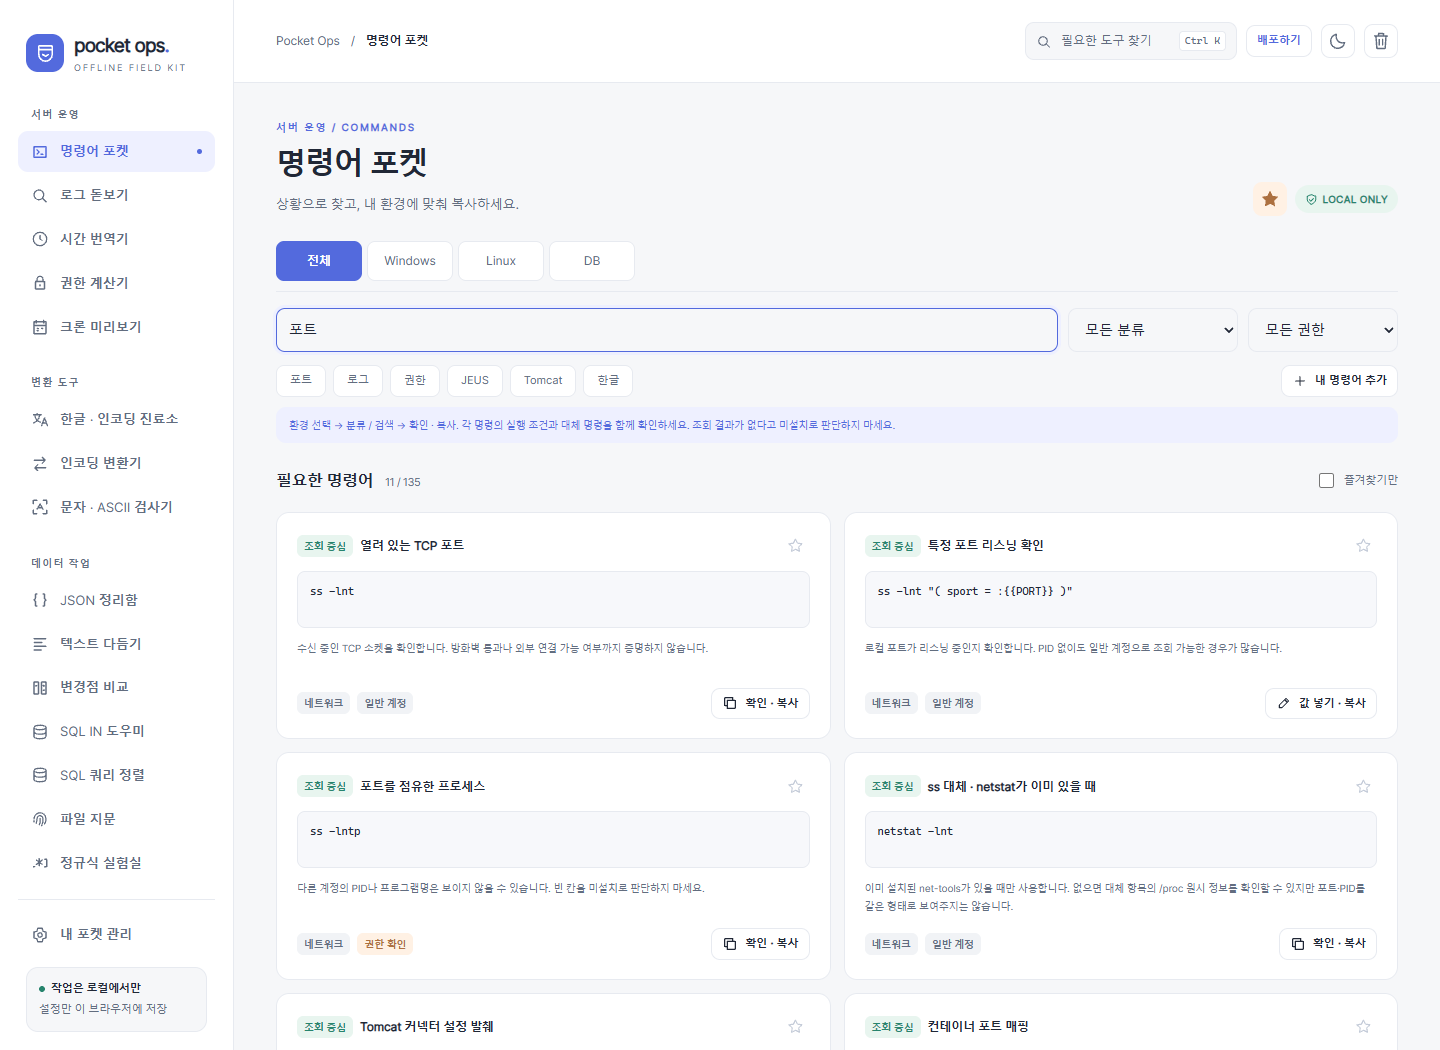 pocket ops.
OFFLINE FIELD KIT
서버 운영
명령어 포켓
로그 돋보기
시간 번역기
권한 계산기
크론 미리보기
변환 도구
한글 · 인코딩 진료소
인코딩 변환기
문자 · ASCII 검사기
데이터 작업
JSON 정리함
텍스트 다듬기
변경점 비교
SQL IN 도우미
SQL 쿼리 정렬
파일 지문
정규식 실험실
내 포켓 관리
작업은 로컬에서만
설정만 이 브라우저에 저장
Pocket Ops / 명령어 포켓
필요한 도구 찾기 Ctrl K 배포하기
서버 운영 / COMMANDS
명령어 포켓
상황으로 찾고, 내 환경에 맞춰 복사하세요.
LOCAL ONLY
전체 Windows Linux DB
포트 모든 분류 모든 권한
포트 로그 권한 JEUS Tomcat 한글 내 명령어 추가
환경 선택 → 분류 / 검색 → 확인 · 복사. 각 명령의 실행 조건과 대체 명령을 함께 확인하세요. 조회 결과가 없다고 미설치로 판단하지 마세요.
필요한 명령어 11 / 135 즐겨찾기만
조회 중심 열려 있는 TCP 포트
ss -lnt
수신 중인 TCP 소켓을 확인합니다. 방화벽 통과나 외부 연결 가능 여부까지 증명하지 않습니다.
네트워크 일반 계정 확인 · 복사
조회 중심 특정 포트 리스닝 확인
ss -lnt "( sport = :{{PORT}} )"
로컬 포트가 리스닝 중인지 확인합니다. PID 없이도 일반 계정으로 조회 가능한 경우가 많습니다.
네트워크 일반 계정 값 넣기 · 복사
조회 중심 포트를 점유한 프로세스
ss -lntp
다른 계정의 PID나 프로그램명은 보이지 않을 수 있습니다. 빈 칸을 미설치로 판단하지 마세요.
네트워크 권한 확인 확인 · 복사
조회 중심 ss 대체 · netstat가 이미 있을 때
netstat -lnt
이미 설치된 net-tools가 있을 때만 사용합니다. 없으면 대체 항목의 /proc 원시 정보를 확인할 수 있지만 포트·PID를
같은 형태로 보여주지는 않습니다.
네트워크 일반 계정 확인 · 복사
조회 중심 Tomcat 커넥터 설정 발췌
조회 중심 컨테이너 포트 매핑